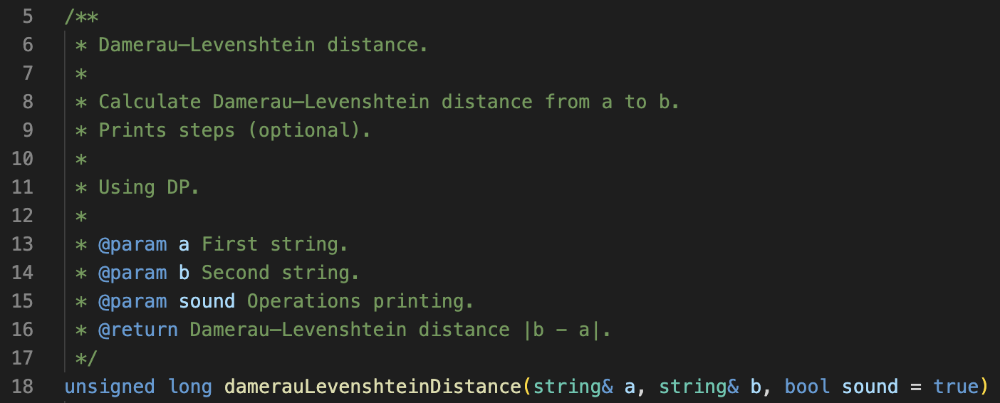 5 /**
6 * Damerau–Levenshtein distance.
7 *
8 * Calculate Damerau–Levenshtein distance from a to b.
9 * Prints steps (optional).
10 *
11 * Using DP.
12 *
13 * @param a First string.
14 * @param b Second string.
15 * @param sound Operations printing.
16 * @return Damerau–Levenshtein distance |b - a|.
17 */
18 unsigned long damerauLevenshteinDistance(string& a, string& b, bool sound = true)